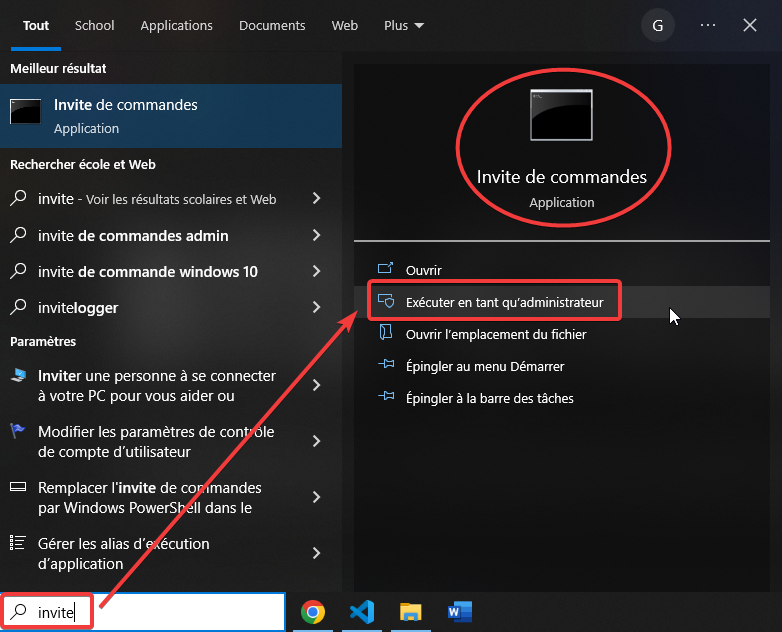 Tout School Applications Documents Web Plus G ...
Meilleur résultat
Invite de commandes
Application
Rechercher école et Web
invite - Voir les résultats scolaires et Web
invite de commandes admin
invite de commande windows 10
invitelogger
Paramètres
Inviter une personne à se connecter
à votre PC pour vous aider ou
Modifier les paramètres de contrôle
de compte d'utilisateur
Remplacer l'invite de commandes
par Windows PowerShell dans le
Gérer les alias d'exécution
d'application
invite
Invite de commandes
Application
Ouvrir
Exécuter en tant qu'administrateur
Ouvrir l'emplacement du fichier
Épingler au menu Démarrer
Épingler à la barre des tâches
W